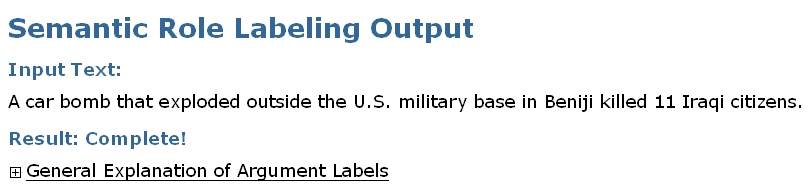 Semantic Role Labeling Output
Input Text:
A car bomb that exploded outside the U.S. military base in Beniji killed 11 Iraqi citizens.
Result: Complete!
General Explanation of Argument Labels